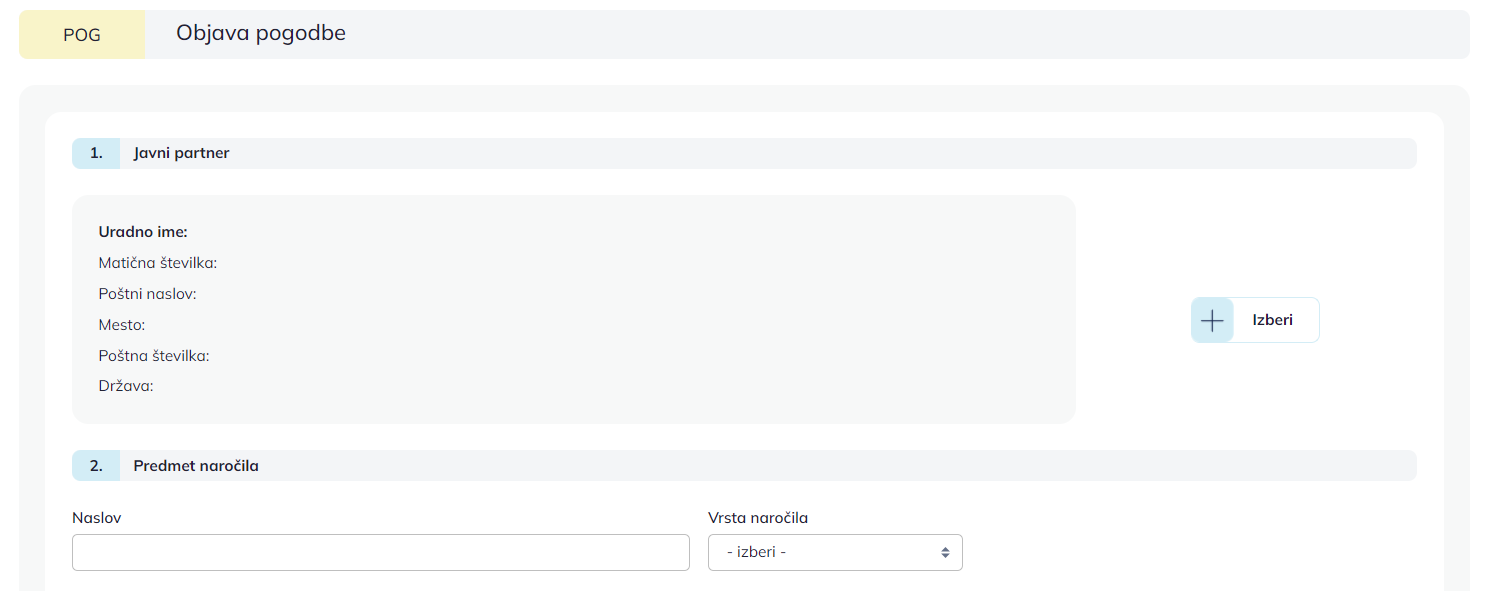 POG Objava pogodbe
1. Javni partner
Uradno ime:
Matična številka:
Poštni naslov:
Mesto:
Poštna številka:
Država:
Izberi
2. Predmet naročila
Naslov
Vrsta naročila
- izberi -